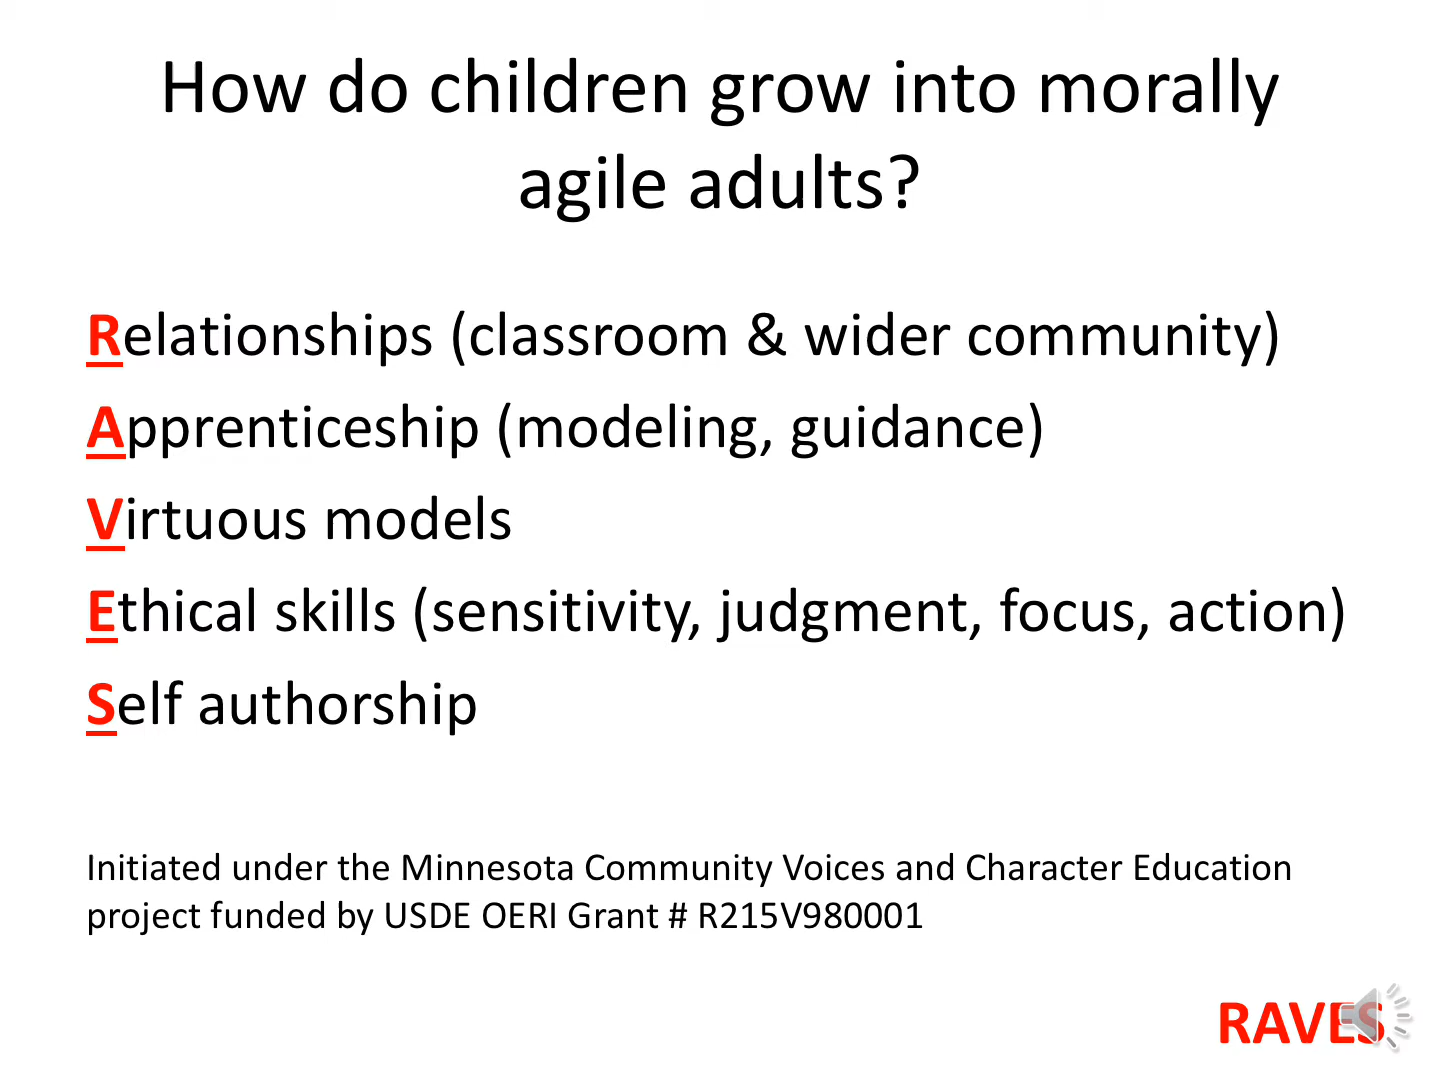 How do children grow into morally
agile adults?
Relationships (classroom & wider community)
Apprenticeship (modeling, guidance)
Virtuous models
Ethical skills (sensitivity, judgment, focus, action)
Self authorship
Initiated under the Minnesota Community Voices and Character Education
project funded by USDE OERI Grant # R215V980001
RAVES